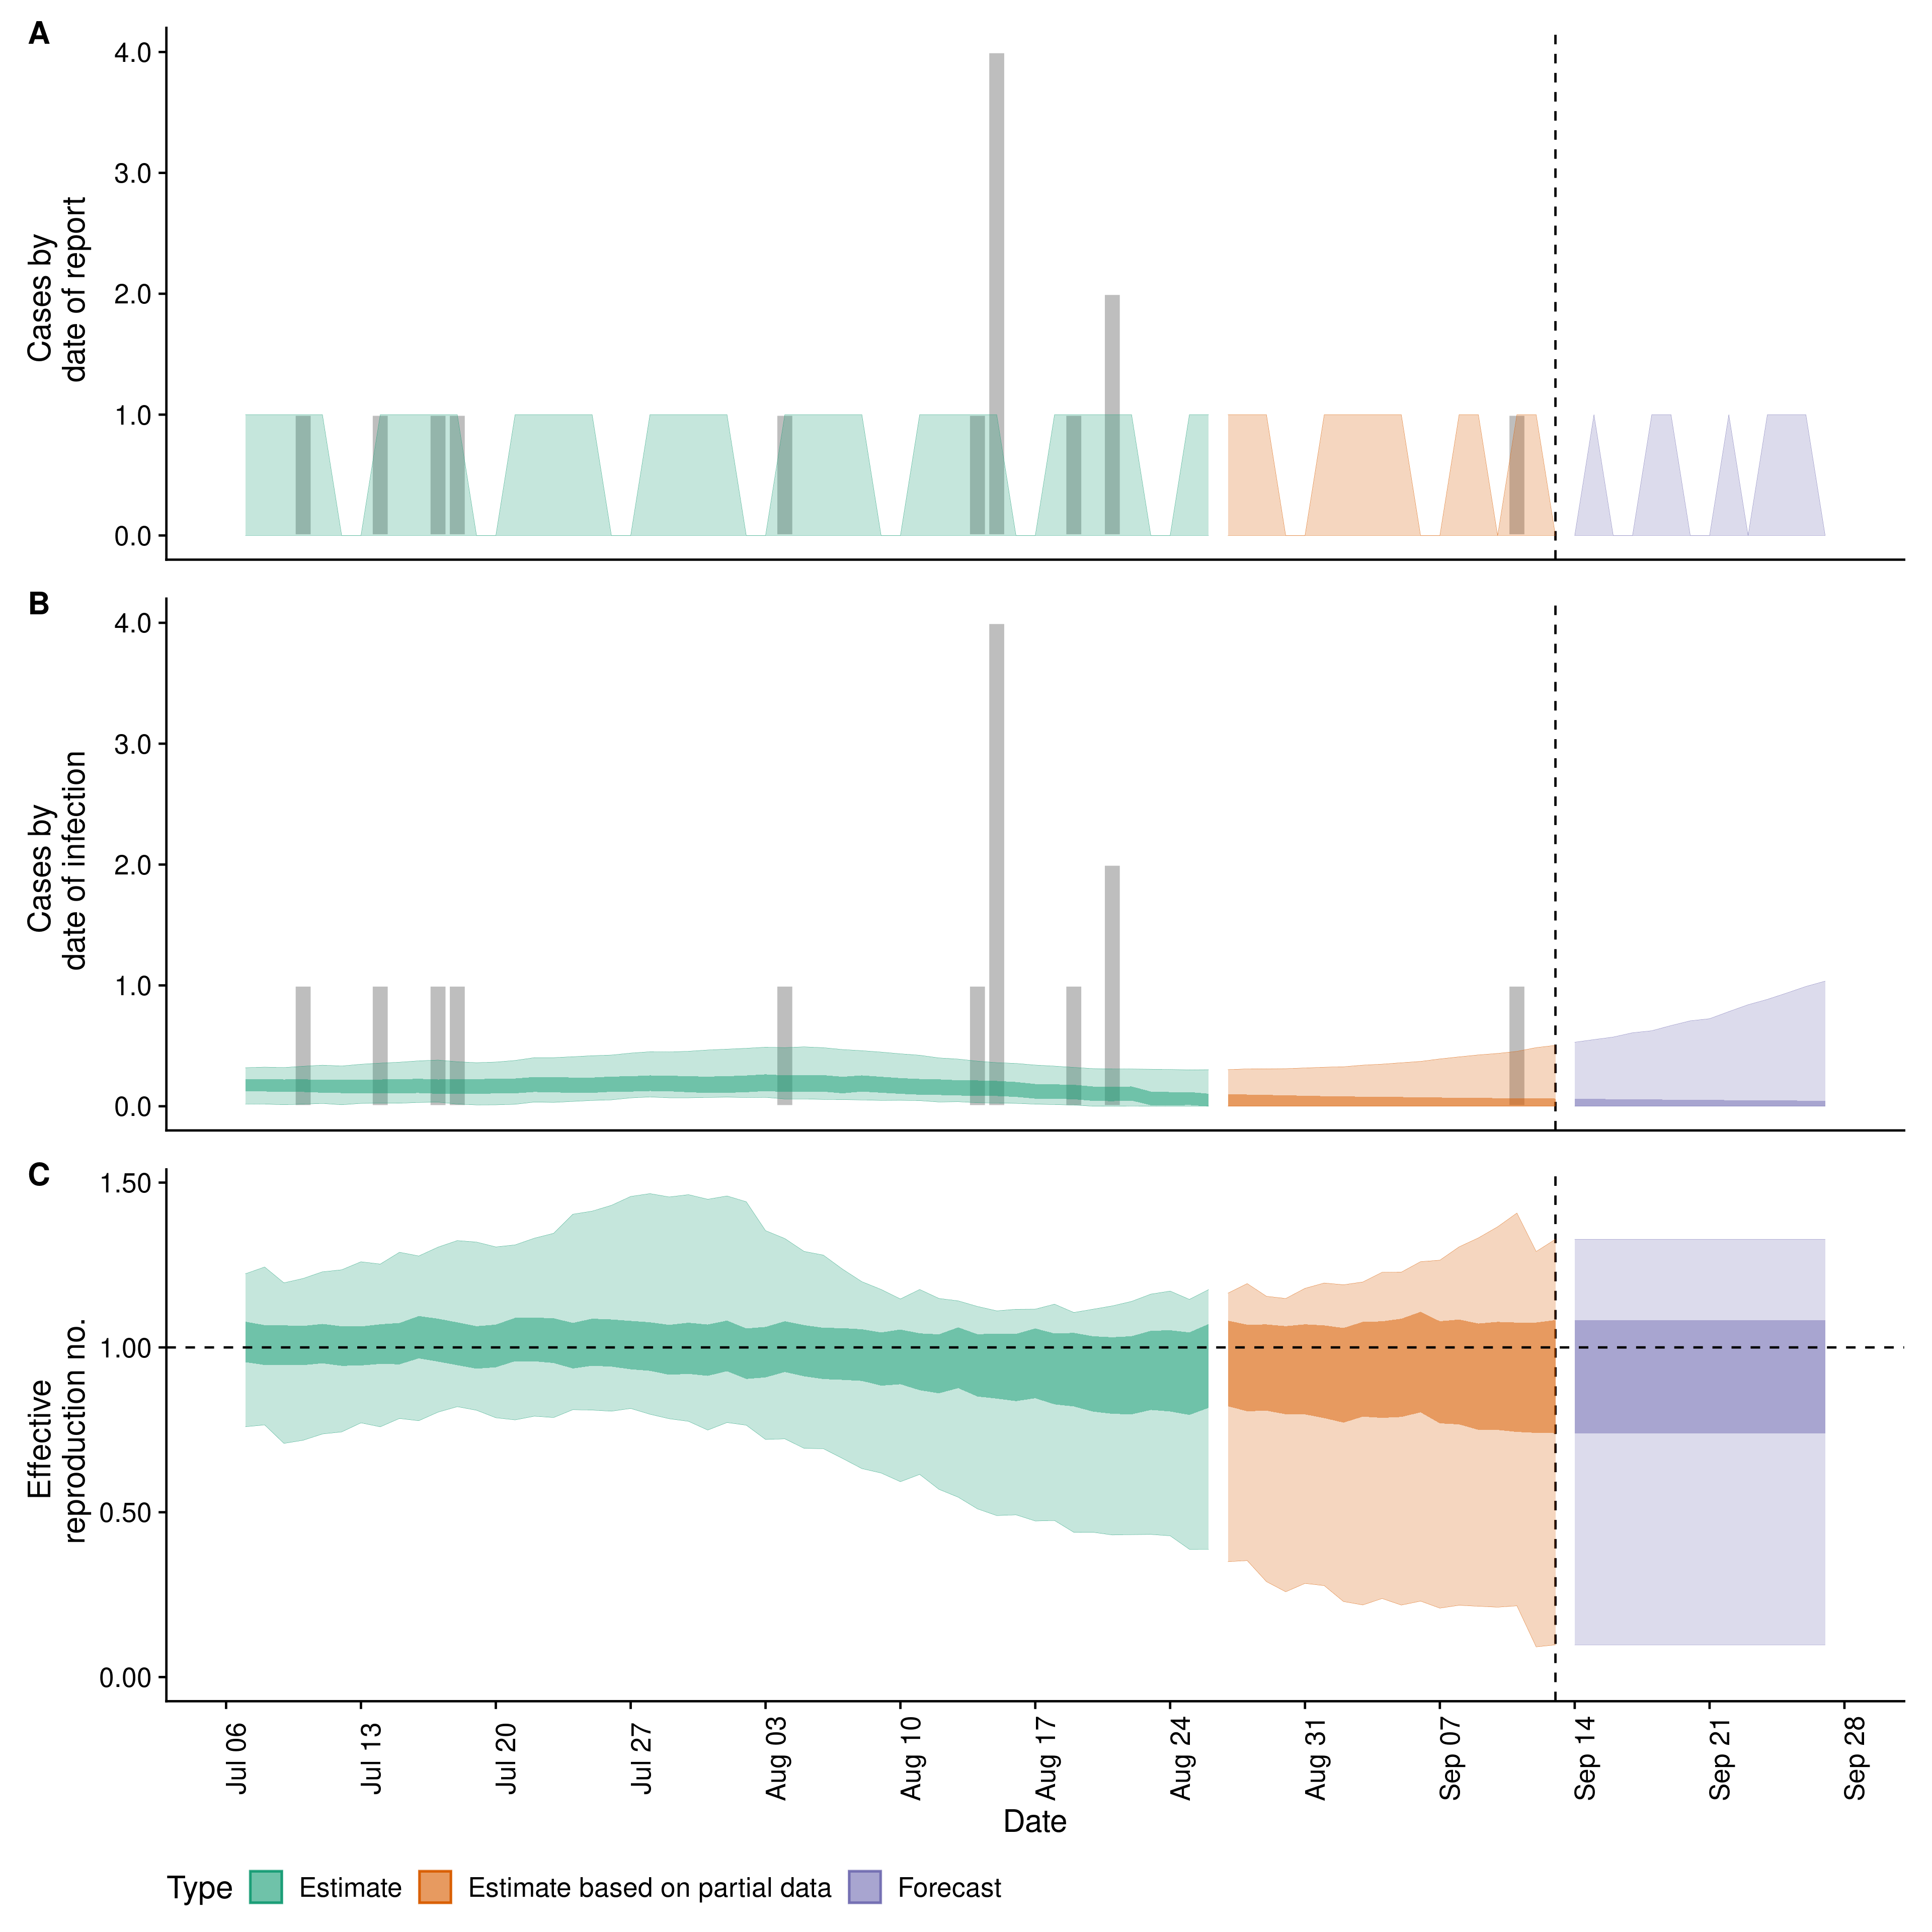 A
4.0
3.0
2.0
1.0
0.0
Cases by
date of report
B
4.0
3.0
2.0
1.0
0.0
Cases by
date of infection
C
1.50
1.00
0.50
0.00
Effective
reproduction no.
Jul 06
Jul 13
Jul 20
Jul 27
Aug 03
Aug 10
Aug 17
Aug 24
Aug 31
Sep 07
Sep 14
Sep 21
Sep 28
Date
Type Estimate Estimate based on partial data Forecast